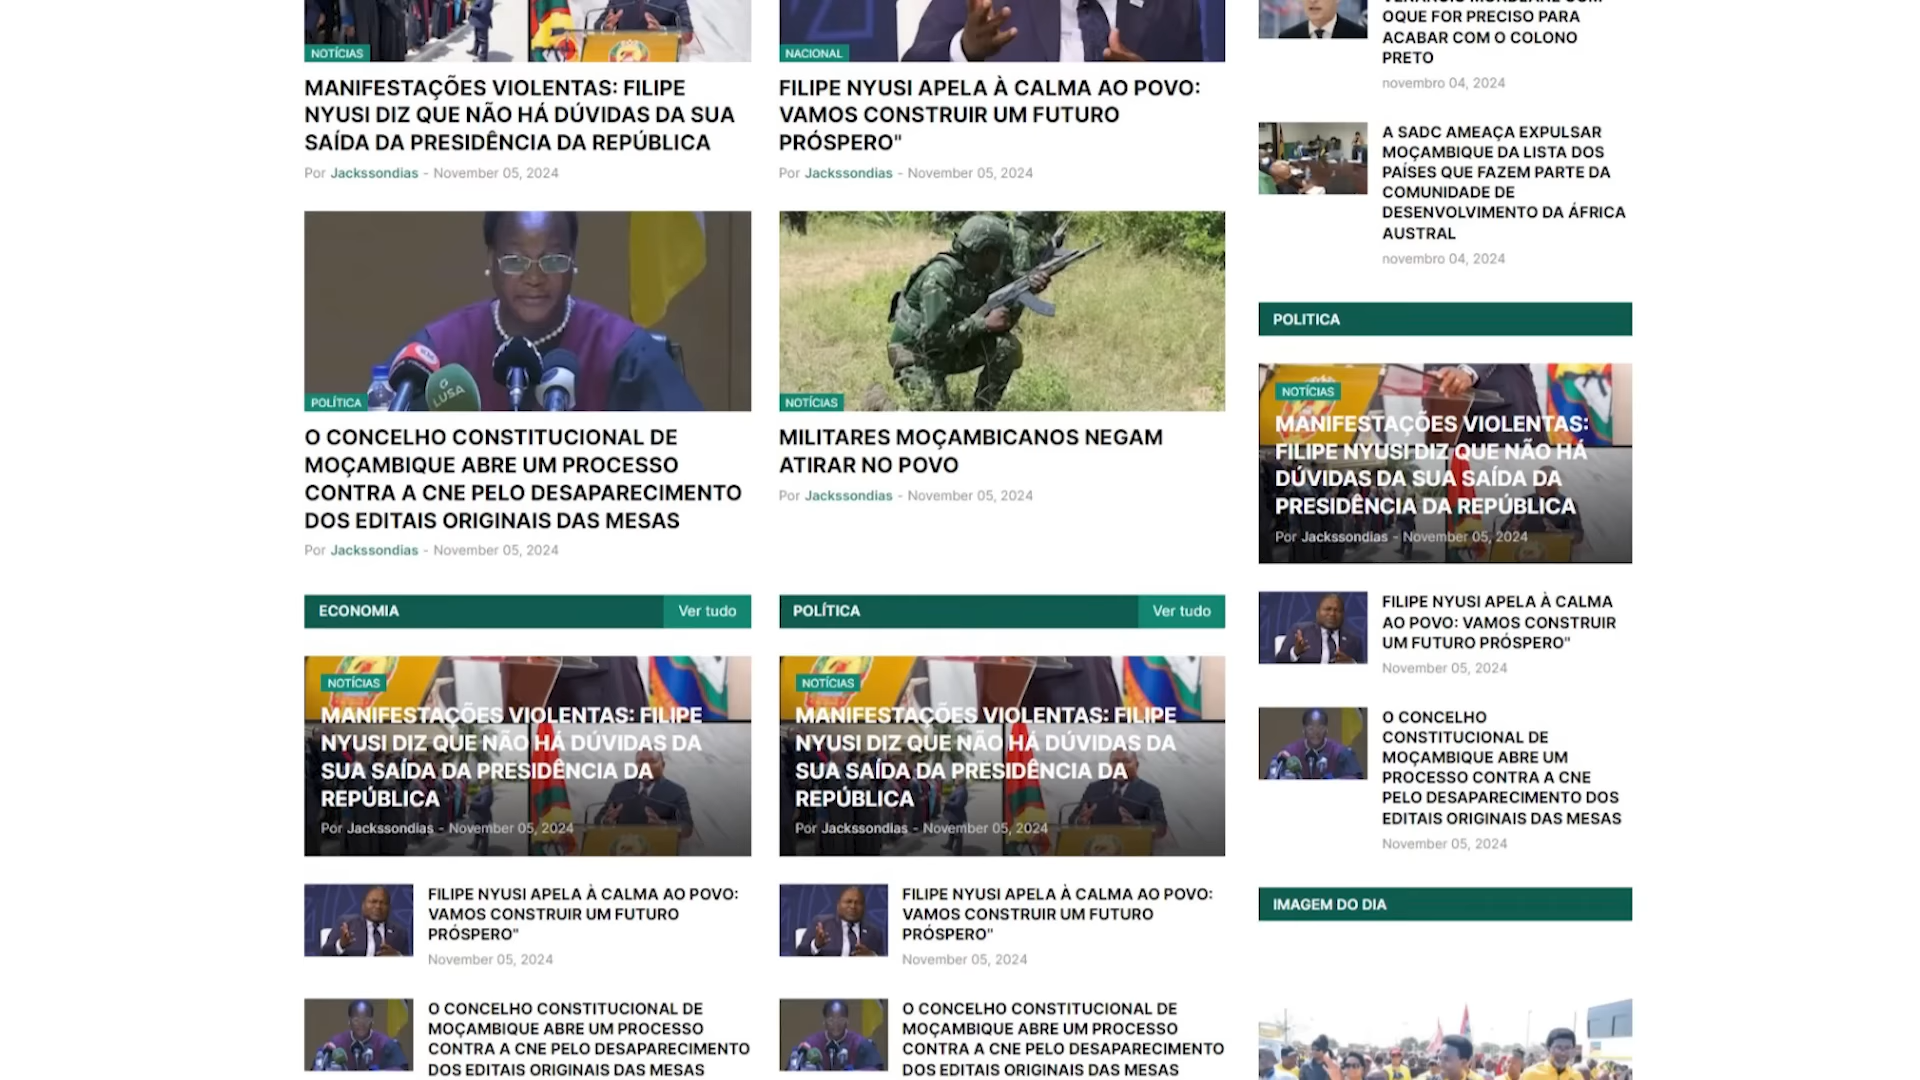 NOTÍCIAS
MANIFESTAÇÕES VIOLENTAS: FILIPE
NYUSI DIZ QUE NÃO HÁ DÚVIDAS DA SUA
SAÍDA DA PRESIDÊNCIA DA REPÚBLICA
Por Jackssondias - November 05, 2024
NACIONAL
FILIPE NYUSI APELA À CALMA AO POVO:
VAMOS CONSTRUIR UM FUTURO
PRÓSPERO"
Por Jackssondias - November 05, 2024
LUSA
POLÍTICA
O CONCELHO CONSTITUCIONAL DE
MOÇAMBIQUE ABRE UM PROCESSO
CONTRA A CNE PELO DESAPARECIMENTO
DOS EDITAIS ORIGINAIS DAS MESAS
Por Jackssondias - November 05, 2024
NOTÍCIAS
MILITARES MOÇAMBICANOS NEGAM
ATIRAR NO POVO
Por Jackssondias - November 05, 2024
ECONOMIA
Ver tudo
NOTÍCIAS
MANIFESTAÇÕES VIOLENTAS: FILIPE
NYUSI DIZ QUE NÃO HÁ DÚVIDAS DA
SUA SAÍDA DA PRESIDÊNCIA DA
REPÚBLICA
Por Jackssondias - November 05, 2024
FILIPE NYUSI APELA À CALMA AO POVO:
VAMOS CONSTRUIR UM FUTURO
PRÓSPERO"
November 05, 2024
O CONCELHO CONSTITUCIONAL DE
MOÇAMBIQUE ABRE UM PROCESSO
CONTRA A CNE PELO DESAPARECIMENTO
DOS EDITAIS ORIGINAIS DAS MESAS
POLÍTICA
Ver tudo
NOTÍCIAS
MANIFESTAÇÕES VIOLENTAS: FILIPE
NYUSI DIZ QUE NÃO HÁ DÚVIDAS DA
SUA SAÍDA DA PRESIDÊNCIA DA
REPÚBLICA
Por Jackssondias - November 05, 2024
FILIPE NYUSI APELA À CALMA AO POVO:
VAMOS CONSTRUIR UM FUTURO
PRÓSPERO"
November 05, 2024
O CONCELHO CONSTITUCIONAL DE
MOÇAMBIQUE ABRE UM PROCESSO
CONTRA A CNE PELO DESAPARECIMENTO
DOS EDITAIS ORIGINAIS DAS MESAS
OQUE FOR PRECISO PARA
ACABAR COM O COLONO
PRETO
novembro 04, 2024
A SADC AMEAÇA EXPULSAR
MOÇAMBIQUE DA LISTA DOS
PAÍSES QUE FAZEM PARTE DA
COMUNIDADE DE
DESENVOLVIMENTO DA ÁFRICA
AUSTRAL
novembro 04, 2024
POLITICA
NOTÍCIAS
MANIFESTAÇÕES VIOLENTAS:
FILIPE NYUSI DIZ QUE NÃO HÁ
DÚVIDAS DA SUA SAÍDA DA
PRESIDÊNCIA DA REPÚBLICA
Por Jackssondias - November 05, 2024
FILIPE NYUSI APELA À CALMA
AO POVO: VAMOS CONSTRUIR
UM FUTURO PRÓSPERO"
November 05, 2024
O CONCELHO
CONSTITUCIONAL DE
MOÇAMBIQUE ABRE UM
PROCESSO CONTRA A CNE
PELO DESAPARECIMENTO DOS
EDITAIS ORIGINAIS DAS MESAS
November 05, 2024
IMAGEM DO DIA